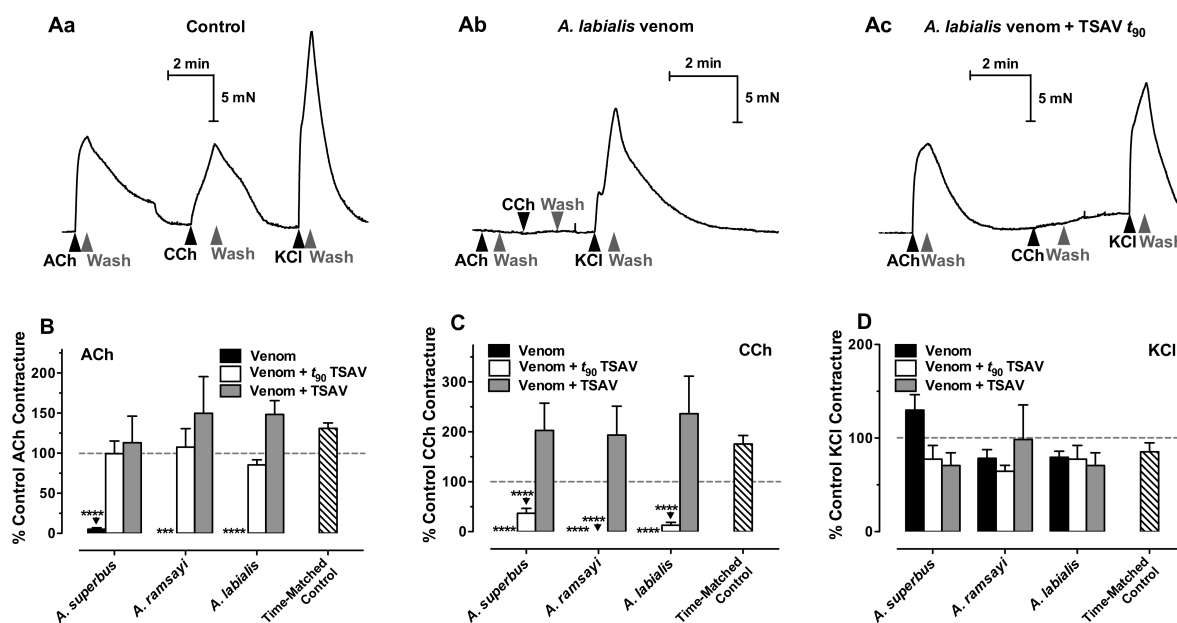 Aa Control
2 min
5 mN
ACh Wash CCh Wash KCl Wash
Ab A. labialis venom
2 min
5 mN
CCh Wash
ACh Wash KCl Wash
Ac A. labialis venom + TSAV t90
2 min
5 mN
ACh Wash CCh Wash KCl Wash
B
ACh
% Control ACh Contracture
200
150
100
50
0
Venom
Venom + t90 TSAV
Venom + TSAV
**** *** ****
A. superbus
A. ramsayi
A. labialis
Time-Matched
Control
C
CCh
% Control CCh Contracture
300
200
100
0
Venom
Venom + t90 TSAV
Venom + TSAV
**** **** ****
**** **** ****
A. superbus
A. ramsayi
A. labialis
Time-Matched
Control
D
KCl
% Control KCl Contracture
200
100
0
Venom
Venom + t90 TSAV
Venom + TSAV
A. superbus
A. ramsayi
A. labialis
Time-Matched
Control